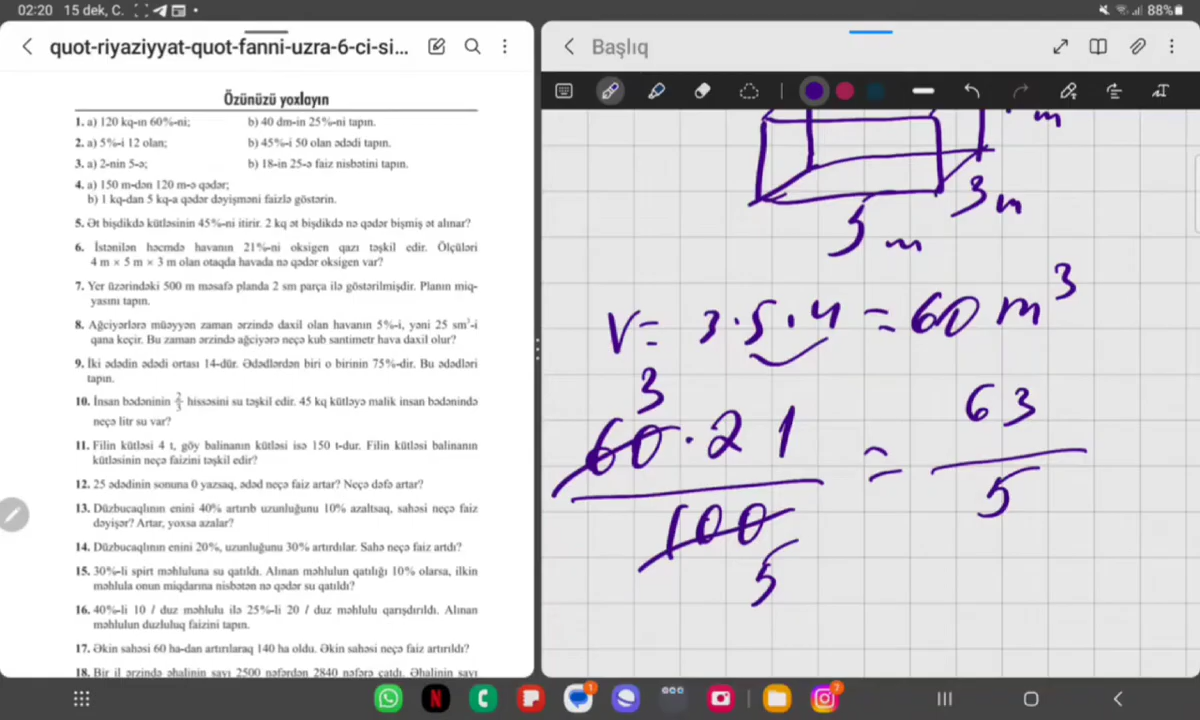 02:20 15 dek, C. 88%
quot-riyaziyyat-quot-fanni-uzra-6-ci-si...
Özünüzü yoxlayın
1. a) 120 kq-ın 60%-ni; b) 40 dm-in 25%-ni tapın.
2. a) 5%-i 12 olan; b) 45%-i 50 olan ədədi tapın.
3. a) 2-nin 5-ə; b) 18-in 25-ə faiz nisbətini tapın.
4. a) 150 m-dən 120 m-ə qədər;
b) 1 kq-dan 5 kq-a qədər dəyişməni faizlə göstərin.
5. Ət bişdikdə kütləsinin 45%-ni itirir. 2 kq ət bişdikdə nə qədər bişmiş ət alınar?
6. İstənilən həcmdə havanın 21%-ni oksigen qazı təşkil edir. Ölçüləri
4 m × 5 m × 3 m olan otaqda havada nə qədər oksigen var?
7. Yer üzərindəki 500 m məsafə planda 2 sm parça ilə göstərilmişdir. Planın miq-
yasını tapın.
8. Ağciyərlərə müəyyən zaman ərzində daxil olan havanın 5%-i, yəni 25 sm³-i
qana keçir. Bu zaman ərzində ağciyərə neçə kub santimetr hava daxil olur?
9. İki ədədin ədədi ortası 14-dür. Ədədlərdən biri o birinin 75%-dir. Bu ədədləri
tapın.
10. İnsan bədəninin 2/3 hissəsini su təşkil edir. 45 kq kütləyə malik insan bədənində
neçə litr su var?
11. Filin kütləsi 4 t, göy balinanın kütləsi isə 150 t-dur. Filin kütləsi balinanın
kütləsinin neçə faizini təşkil edir?
12. 25 ədədinin sonuna 0 yazsaq, ədəd neçə faiz artar? Neçə dəfə artar?
13. Düzbucaqlının enini 40% artırıb uzunluğunu 10% azaltsaq, sahəsi neçə faiz
dəyişər? Artar, yoxsa azalar?
14. Düzbucaqlının enini 20%, uzunluğunu 30% artırdılar. Sahə neçə faiz artdı?
15. 30%-li spirt məhluluna su qatıldı. Alınan məhlulun qatılığı 10% olarsa, ilkin
məhlula onun miqdarına nisbətən nə qədər su qatıldı?
16. 40%-li 10 l duz məhlulu ilə 25%-li 20 l duz məhlulu qarışdırıldı. Alınan
məhlulun duzluluq faizini tapın.
17. Əkin sahəsi 60 ha-dan artırılaraq 140 ha oldu. Əkin sahəsi neçə faiz artırıldı?
18. Bir il ərzində əhalinin sayı 2500 nəfərdən 2840 nəfərə çatdı. Əhalinin sayı
Başlıq
m
3 m
5 m
V = 3 · 5 · 4 = 60 m³
3
60 · 21 = 63
100 5
5